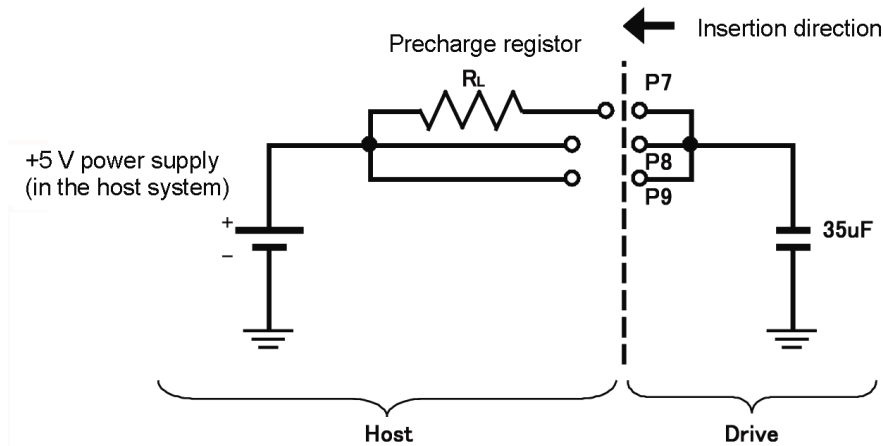 Insertion direction
Precharge registor
RL
P7
P8
P9
+5 V power supply
(in the host system)
+
−
35uF
Host
Drive